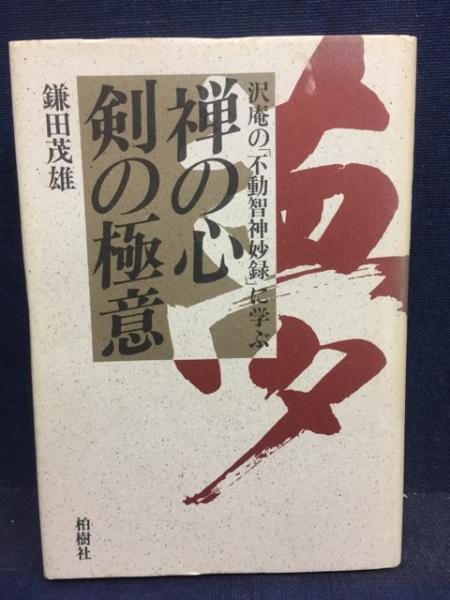 沢庵の「不動智神妙録」に学ぶ
禅の心
剣の極意
鎌田茂雄
夢
柏樹社